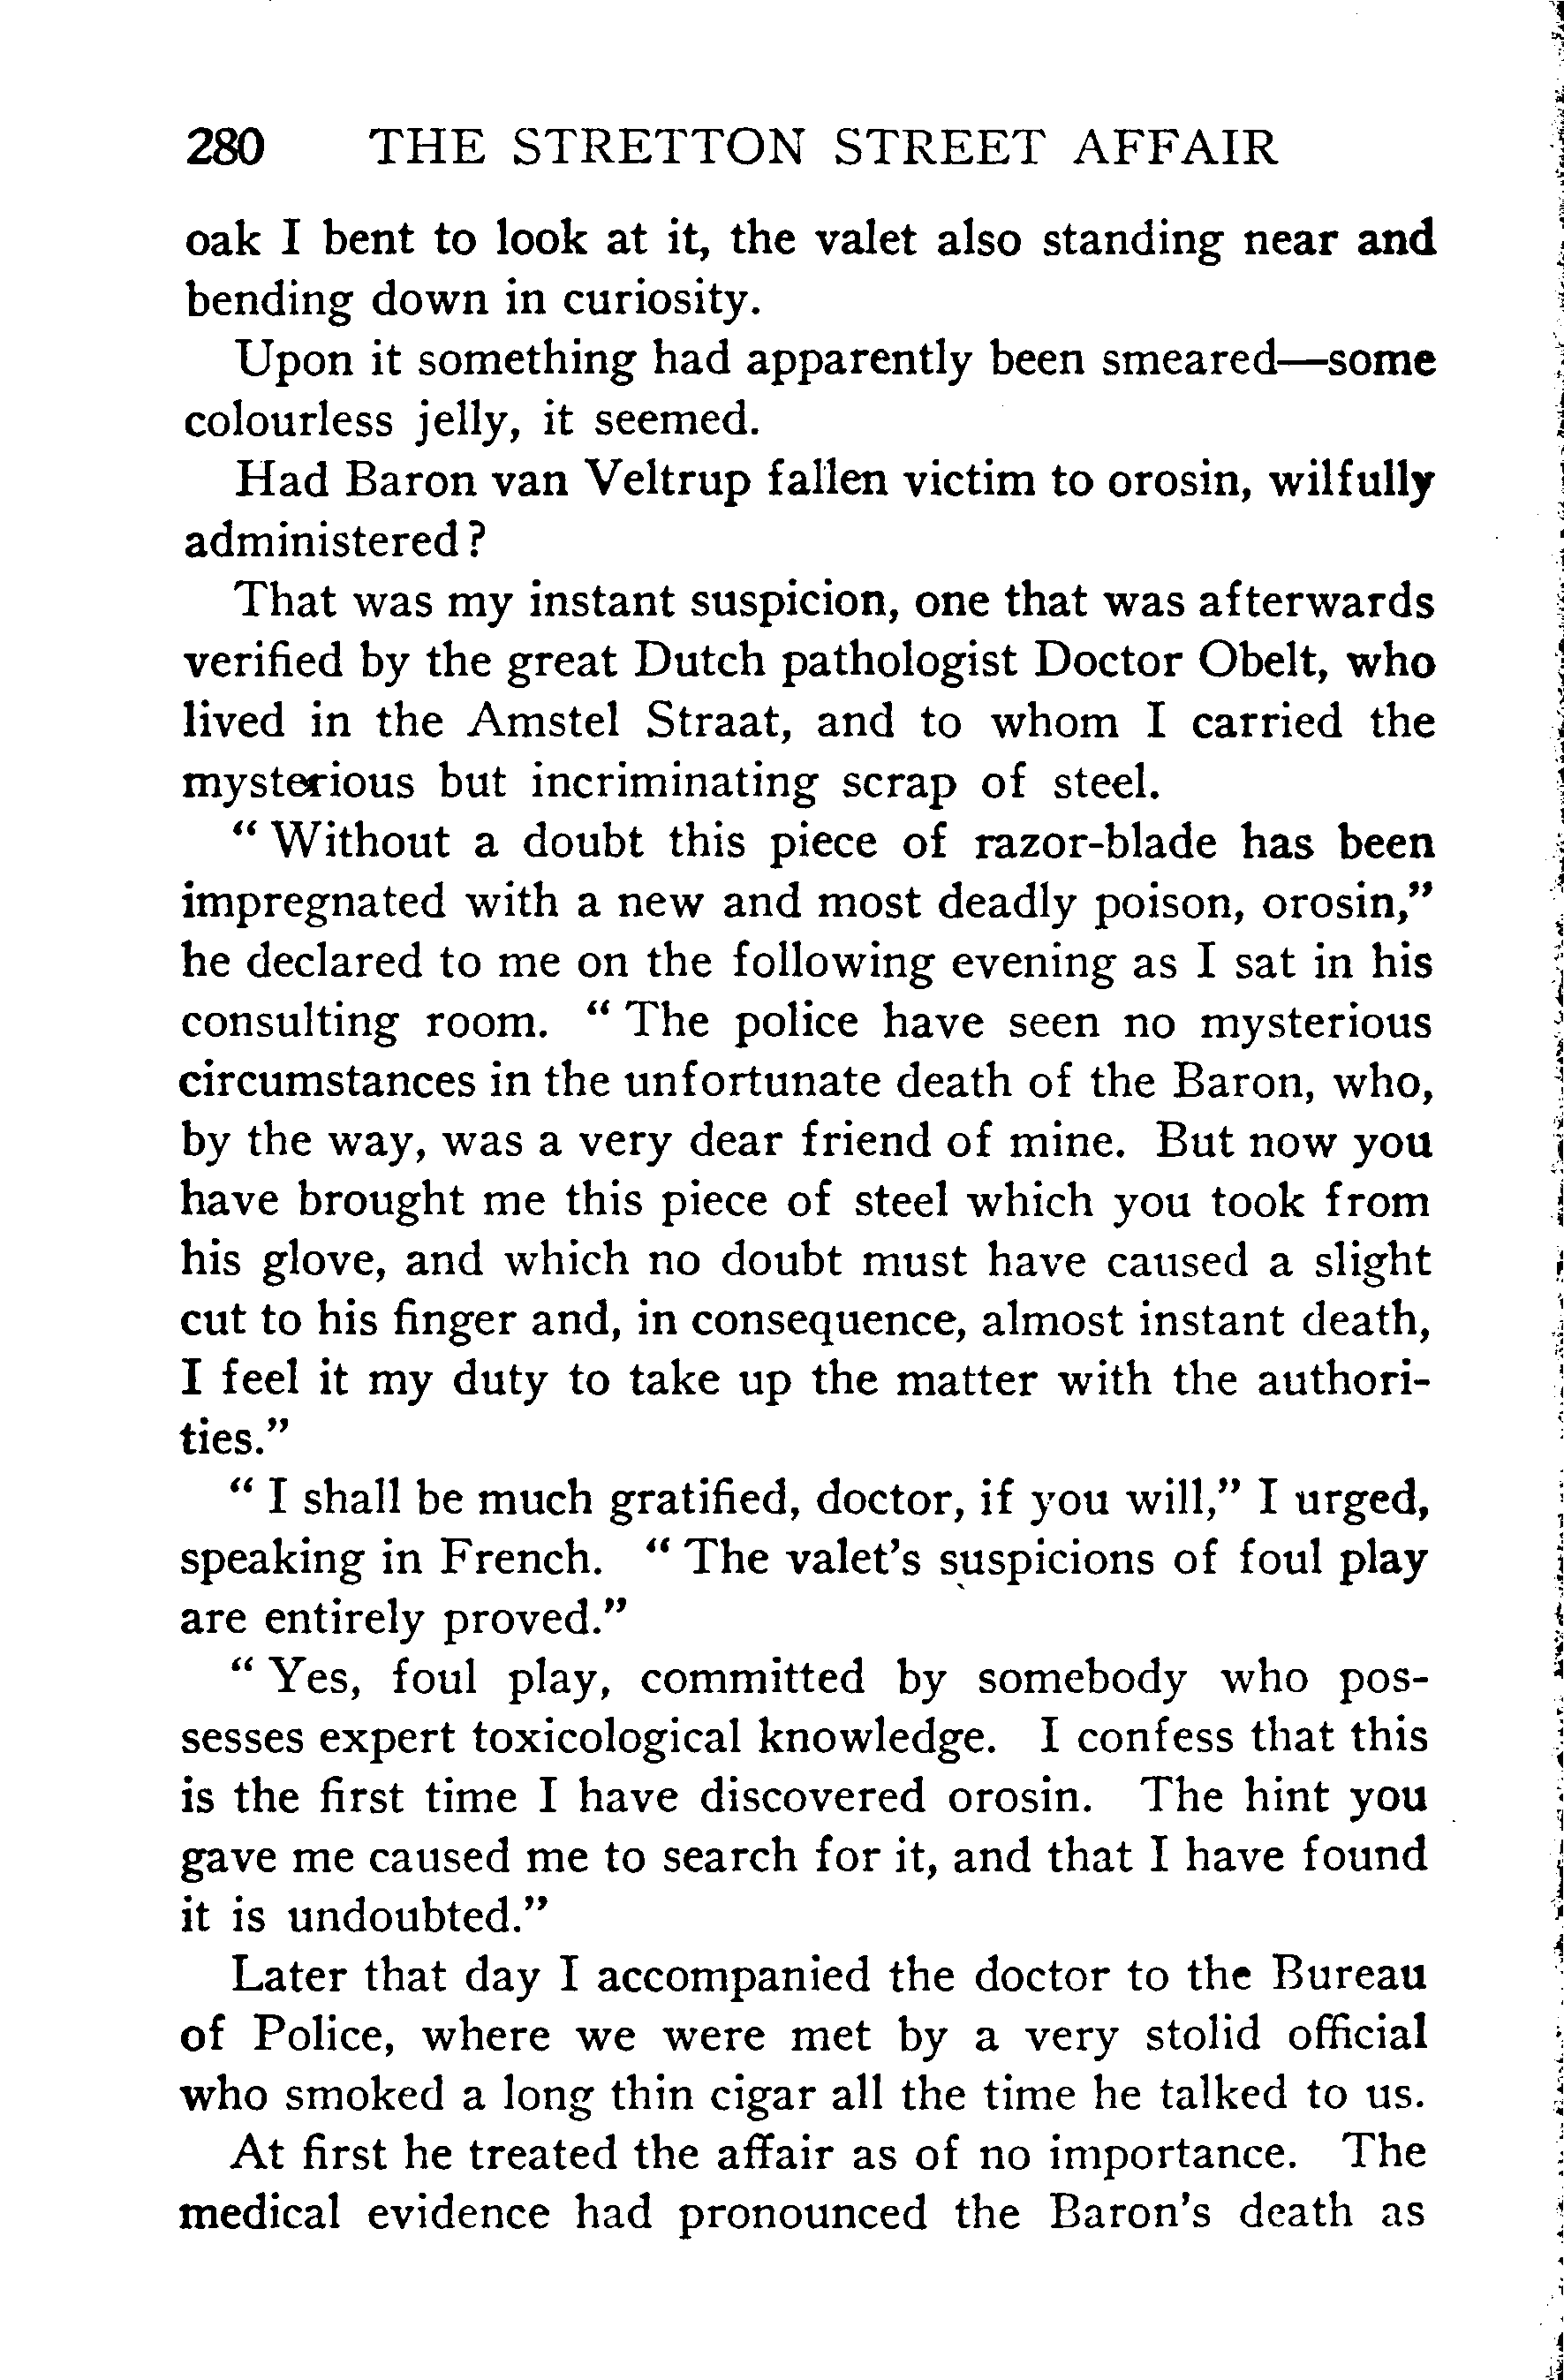 280 THE STRETTON STREET AFFAIR
oak I bent to look at it, the valet also standing near and
bending down in curiosity.
Upon it something had apparently been smeared—some
colourless jelly, it seemed.
Had Baron van Veltrup fallen victim to orosin, wilfully
administered?
That was my instant suspicion, one that was afterwards
verified by the great Dutch pathologist Doctor Obelt, who
lived in the Amstel Straat, and to whom I carried the
mysterious but incriminating scrap of steel.
“Without a doubt this piece of razor-blade has been
impregnated with a new and most deadly poison, orosin,”
he declared to me on the following evening as I sat in his
consulting room. “The police have seen no mysterious
circumstances in the unfortunate death of the Baron, who,
by the way, was a very dear friend of mine. But now you
have brought me this piece of steel which you took from
his glove, and which no doubt must have caused a slight
cut to his finger and, in consequence, almost instant death,
I feel it my duty to take up the matter with the authori-
ties.”
“I shall be much gratified, doctor, if you will,” I urged,
speaking in French. “The valet's suspicions of foul play
are entirely proved.”
“Yes, foul play, committed by somebody who pos-
sesses expert toxicological knowledge. I confess that this
is the first time I have discovered orosin. The hint you
gave me caused me to search for it, and that I have found
it is undoubted.”
Later that day I accompanied the doctor to the Bureau
of Police, where we were met by a very stolid official
who smoked a long thin cigar all the time he talked to us.
At first he treated the affair as of no importance. The
medical evidence had pronounced the Baron's death as